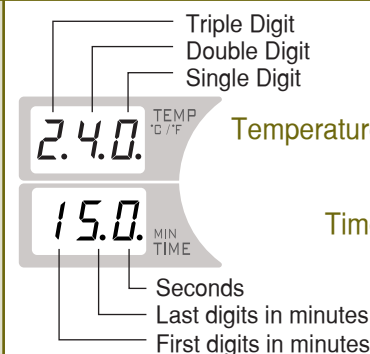 Triple Digit
Double Digit
Single Digit
2.4.0. TEMP
°C/°F
Temperatur
15.0. MIN
TIME
Tim
Seconds
Last digits in minutes
First digits in minutes